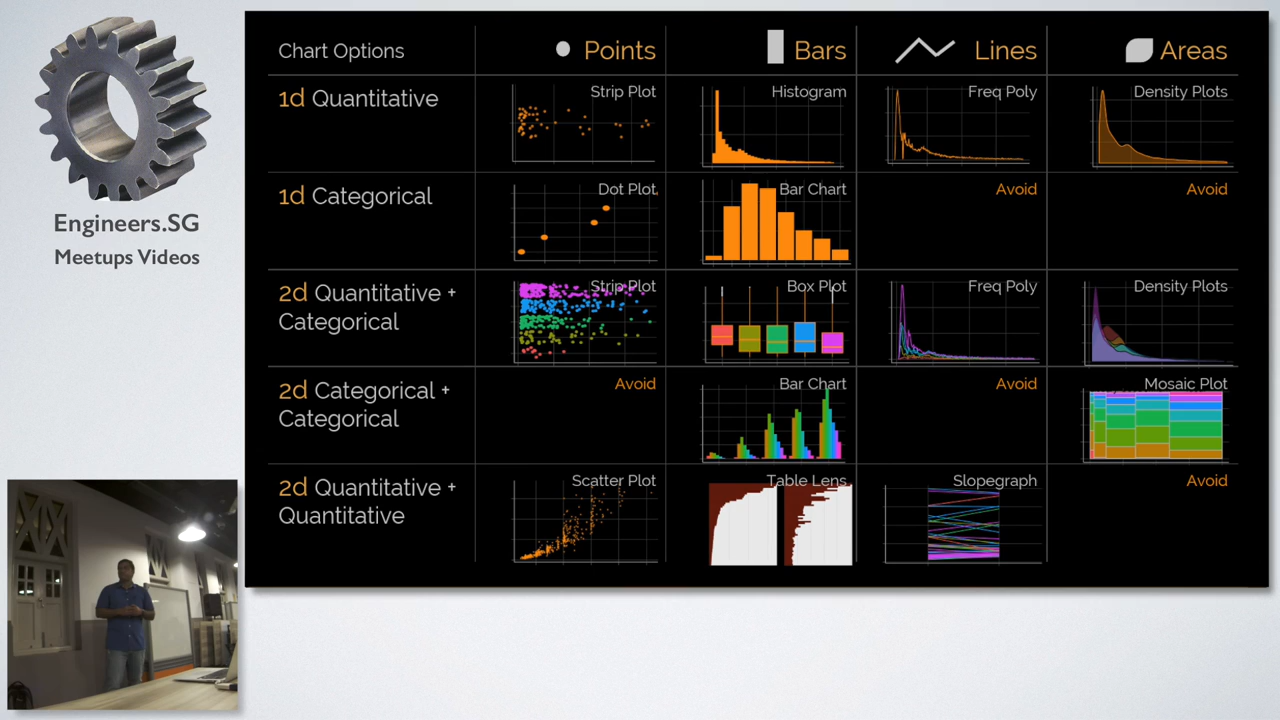 Engineers.SG
Meetups Videos
Chart Options
Points
Bars
Lines
Areas
1d Quantitative
Strip Plot
Histogram
Freq Poly
Density Plots
1d Categorical
Dot Plot
Bar Chart
Avoid
Avoid
2d Quantitative +
Categorical
Strip Plot
Box Plot
Freq Poly
Density Plots
2d Categorical +
Categorical
Avoid
Bar Chart
Avoid
Mosaic Plot
2d Quantitative +
Quantitative
Scatter Plot
Table Lens
Slopegraph
Avoid